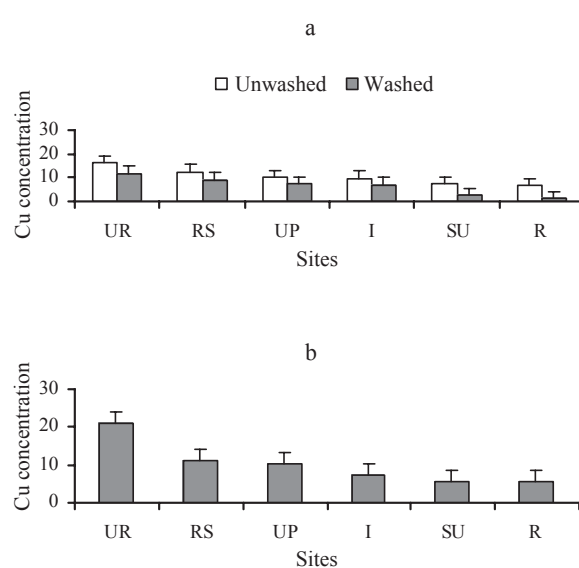 a
Unwashed Washed
Cu concentration
30
20
10
0
UR RS UP I SU R
Sites
b
Cu concentration
30
20
10
0
UR RS UP I SU R
Sites